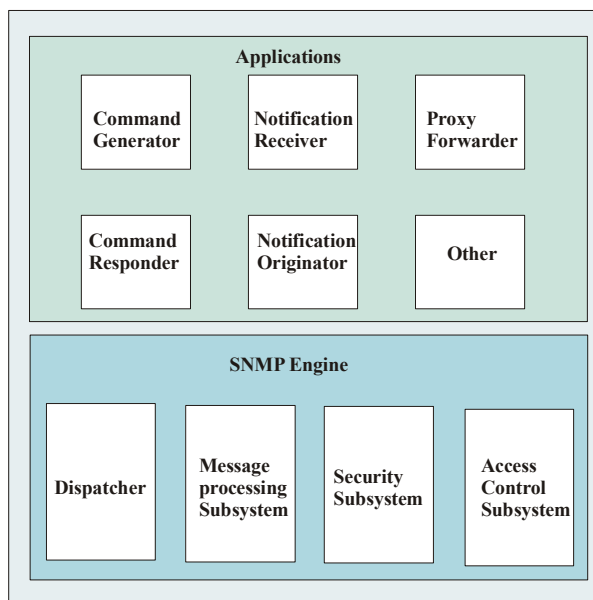 Applications
Command
Generator
Notification
Receiver
Proxy
Forwarder
Command
Responder
Notification
Originator
Other
SNMP Engine
Dispatcher
Message
processing
Subsystem
Security
Subsystem
Access
Control
Subsystem